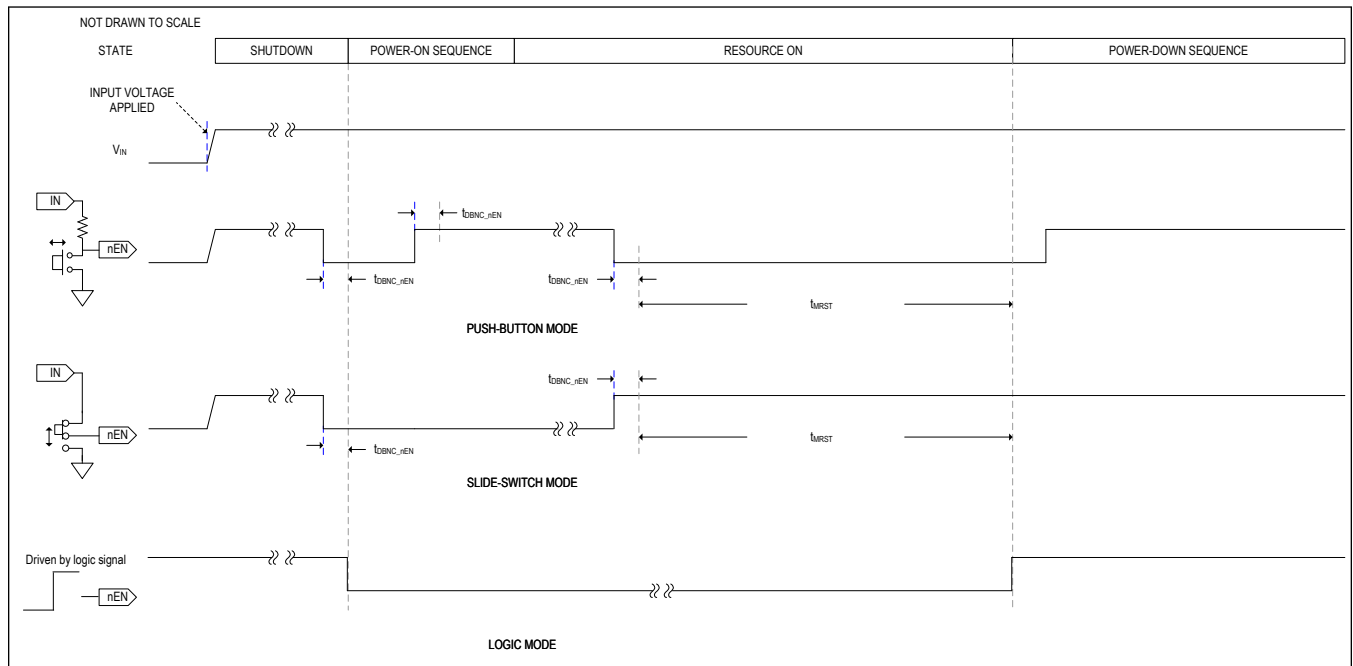 NOT DRAWN TO SCALE
STATE
SHUTDOWN
POWER-ON SEQUENCE
RESOURCE ON
POWER-DOWN SEQUENCE
INPUT VOLTAGE
APPLIED
VIN
IN
nEN
tDBNC_nEN
tDBNC_nEN
tDBNC_nEN
tMRST
PUSH-BUTTON MODE
IN
nEN
tDBNC_nEN
tDBNC_nEN
tMRST
SLIDE-SWITCH MODE
Driven by logic signal
nEN
LOGIC MODE